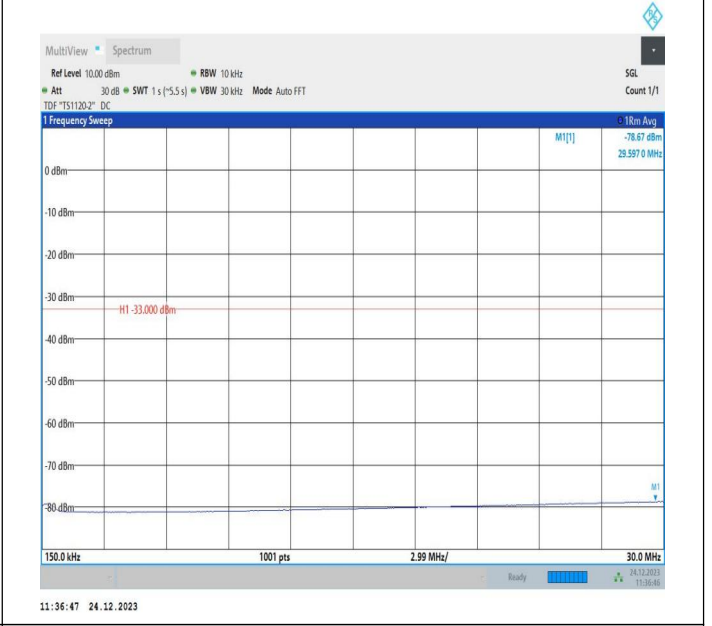 MultiView Spectrum
Ref Level 10.00 dBm RBW 10 kHz SGL
Att 30 dB SWT 1 s (~5.5 s) VBW 30 kHz Mode Auto FFT Count 1/1
TDF "TS1120-2" DC
1 Frequency Sweep 1Rm Avg
M1[1] -78.67 dBm
29.597 0 MHz
0 dBm
-10 dBm
-20 dBm
-30 dBm
H1 -33.000 dBm
-40 dBm
-50 dBm
-60 dBm
-70 dBm
M1
-80 dBm
150.0 kHz 1001 pts 2.99 MHz/ 30.0 MHz
Ready 24.12.2023
11:36:46
11:36:47 24.12.2023